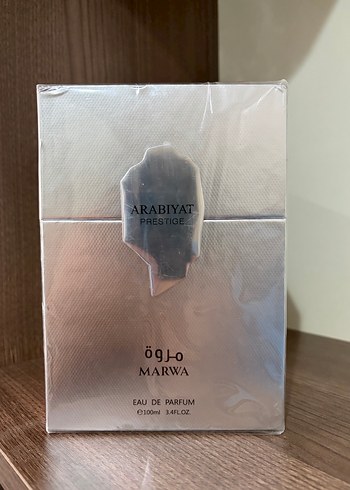 ARABIYAT
PRESTIGE
مروة
MARWA
EAU DE PARFUM
℮100ml 3.4FL.OZ.